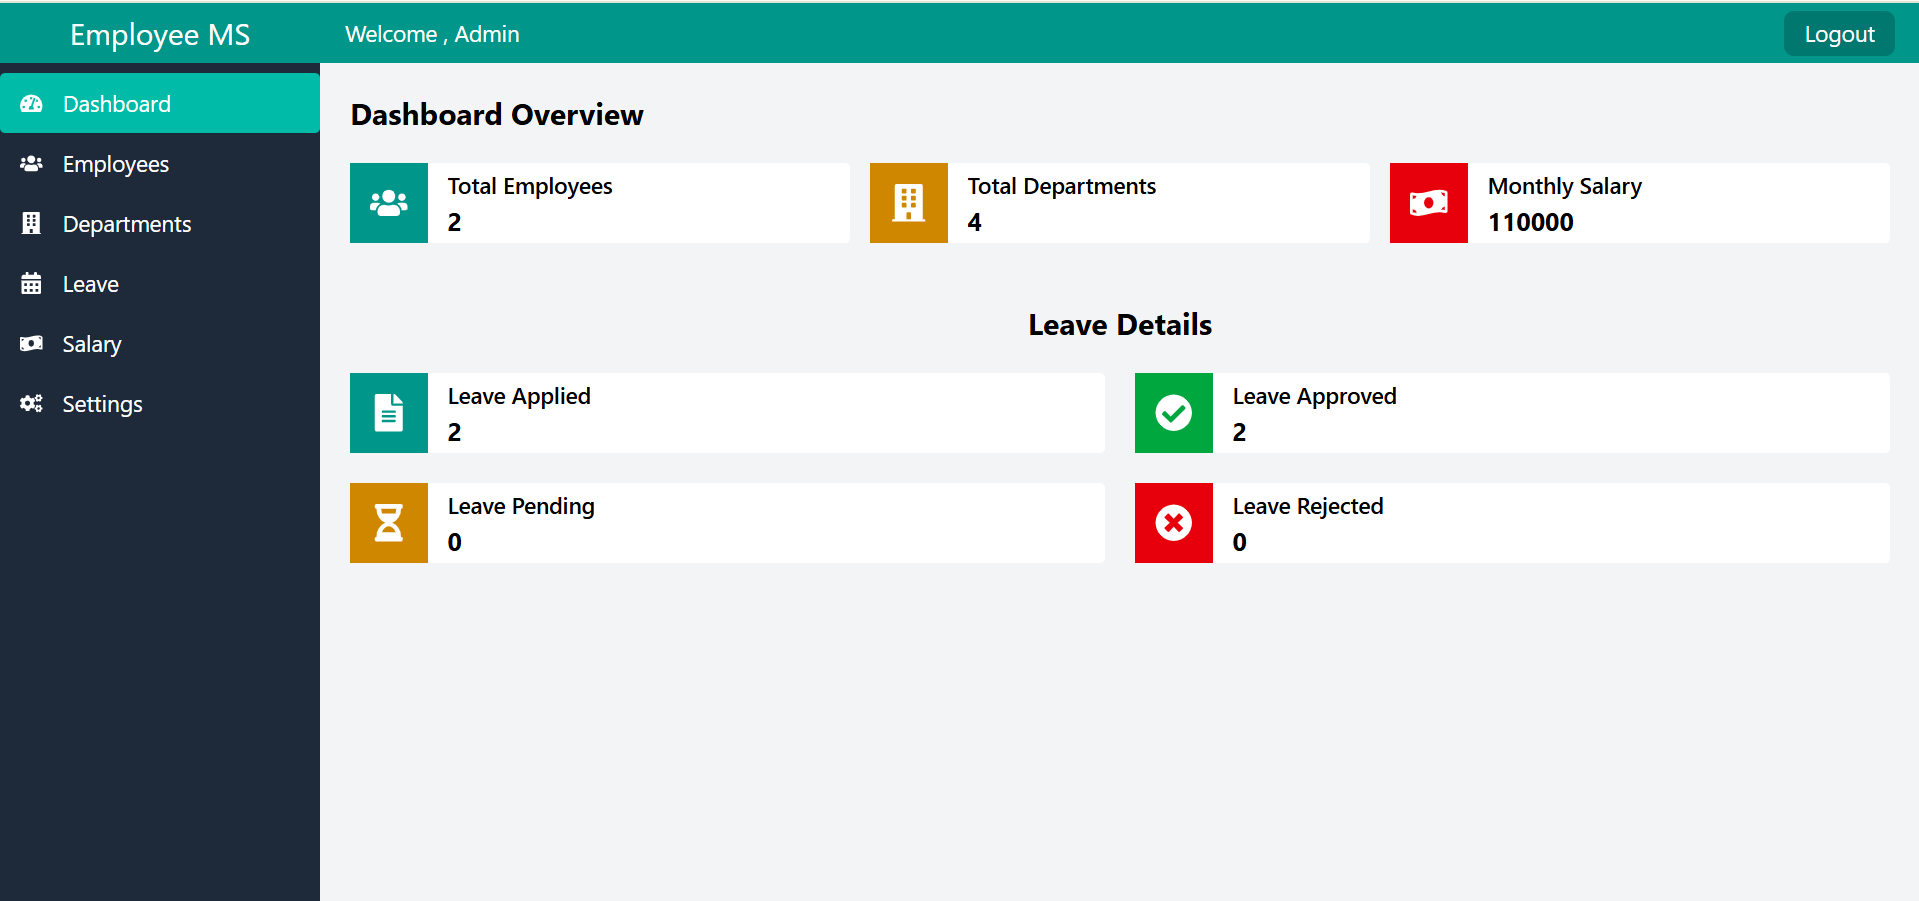 Employee MS
Welcome , Admin
Logout
Dashboard
Employees
Departments
Leave
Salary
Settings
Dashboard Overview
Total Employees
2
Total Departments
4
Monthly Salary
110000
Leave Details
Leave Applied
2
Leave Approved
2
Leave Pending
0
Leave Rejected
0